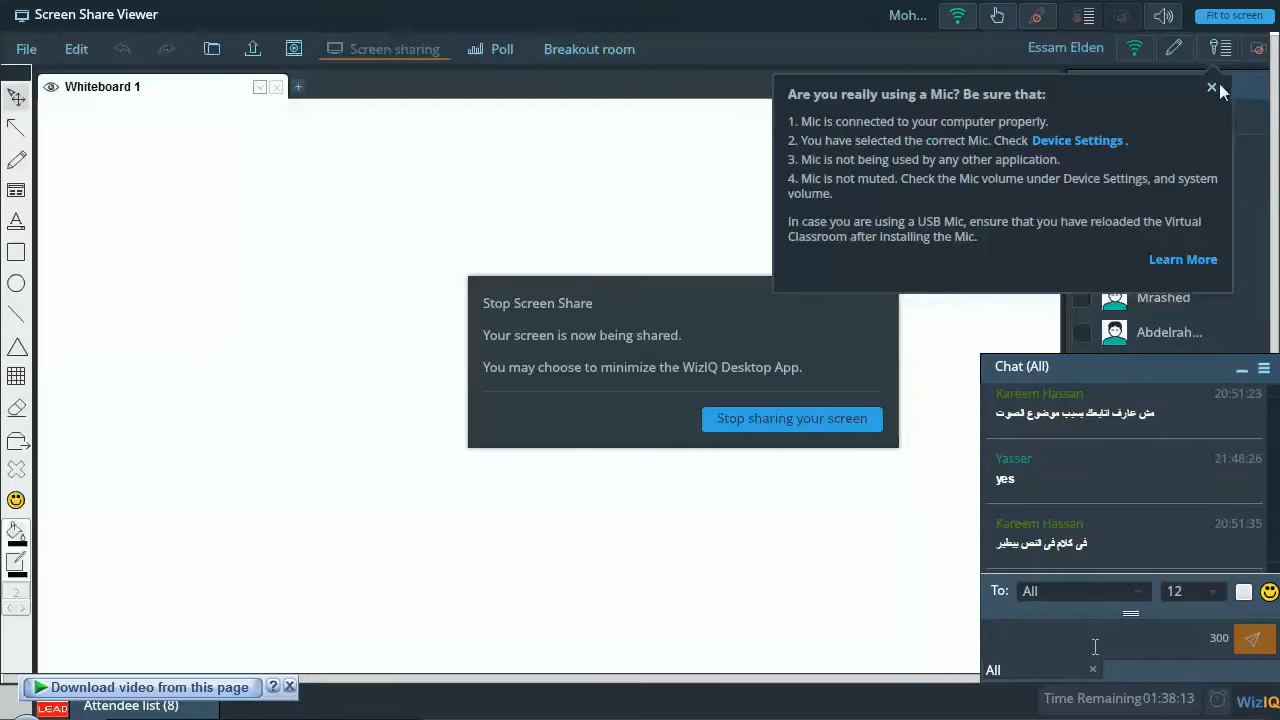 Screen Share Viewer
Moh...
Fit to screen
File
Edit
Screen sharing
Poll
Breakout room
Essam Elden
Whiteboard 1
+
Are you really using a Mic? Be sure that:
1. Mic is connected to your computer properly.
2. You have selected the correct Mic. Check Device Settings .
3. Mic is not being used by any other application.
4. Mic is not muted. Check the Mic volume under Device Settings, and system
volume.
In case you are using a USB Mic, ensure that you have reloaded the Virtual
Classroom after installing the Mic.
Learn More
Mrashed
Abdelrah...
Stop Screen Share
Your screen is now being shared.
You may choose to minimize the WizIQ Desktop App.
Stop sharing your screen
Chat (All)
Kareem Hassan 20:51:23
مش عارف اتابعك بسبب موضوع الصوت
Yasser 21:48:26
yes
Kareem Hassan 20:51:35
فى كلام فى النص بيطير
To: All 12
300
All
2
Download video from this page
?
LEAD
Attendee list (8)
Time Remaining 01:38:13
WizIQ